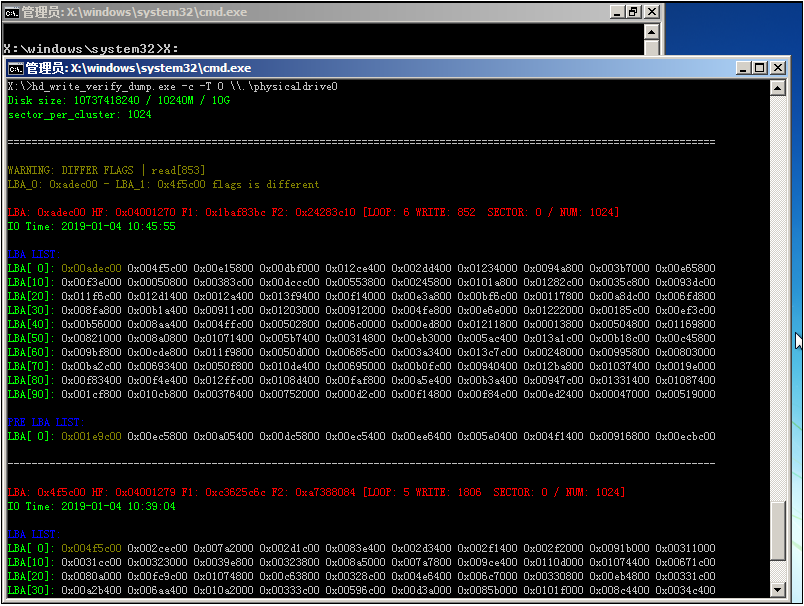 管理员: X:\windows\system32\cmd.exe
X:\windows\system32>X:
管理员: X:\windows\system32\cmd.exe
X:\>hd_write_verify_dump.exe -c -T 0 \\.\physicaldrive0
Disk size: 10737418240 / 10240M / 10G
sector_per_cluster: 1024
WARNING: DIFFER FLAGS | read[853]
LBA_0: 0xadec00 - LBA_1: 0x4f5c00 flags is different
LBA: 0xadec00 HF: 0x04001270 F1: 0x1baf83bc F2: 0x24283c10 [LOOP: 6 WRITE: 852  SECTOR: 0 / NUM: 1024]
IO Time: 2019-01-04 10:45:55
LBA LIST:
LBA[ 0]: 0x00adec00 0x004f5c00 0x00e15800 0x00dbf000 0x012ce400 0x002dd400 0x01234000 0x0094a800 0x003b7000 0x00e65800
LBA[10]: 0x00f3e000 0x00050800 0x00383c00 0x00dccc00 0x00553800 0x00245800 0x0101a800 0x01282c00 0x0035c800 0x0093dc00
LBA[20]: 0x011f6c00 0x012d1400 0x0012a400 0x013f9400 0x00f14000 0x00e3a800 0x00bf6c00 0x00117800 0x00a8dc00 0x006fd800
LBA[30]: 0x008fa800 0x00b1a400 0x00911c00 0x01203000 0x00912000 0x004fe800 0x00e6e000 0x01222000 0x00185c00 0x00ef3c00
LBA[40]: 0x00b56000 0x008aa400 0x004ffc00 0x00502800 0x006c0000 0x000ed800 0x01211800 0x00013800 0x00504800 0x01169800
LBA[50]: 0x00821000 0x008a0800 0x01071400 0x005b7400 0x00314800 0x00eb3000 0x005ac400 0x013a1c00 0x00b18c00 0x00c45800
LBA[60]: 0x009bf800 0x00cde800 0x011f9800 0x0050d000 0x00685c00 0x003a3400 0x013c7c00 0x00248000 0x00995800 0x00803000
LBA[70]: 0x00ba2c00 0x00693400 0x0050f800 0x010de400 0x00695000 0x00b0fc00 0x00940400 0x012ba800 0x01037400 0x0019e000
LBA[80]: 0x00f83400 0x00f4e400 0x012ffc00 0x0108d400 0x00faf800 0x00a5e400 0x00b3a400 0x00947c00 0x01331400 0x01087400
LBA[90]: 0x001cf800 0x010cb800 0x00376400 0x00752000 0x000d2c00 0x00f14800 0x00f84c00 0x00ed2400 0x00047000 0x00519000
PRE LBA LIST:
LBA[ 0]: 0x001e9c00 0x00ec5800 0x00a05400 0x00dc5800 0x00ec5400 0x00ee6400 0x005e0400 0x004f1400 0x00916800 0x00ecbc00
LBA: 0x4f5c00 HF: 0x04001279 F1: 0xc3625c6c F2: 0xa7388084 [LOOP: 5 WRITE: 1806  SECTOR: 0 / NUM: 1024]
IO Time: 2019-01-04 10:39:04
LBA LIST:
LBA[ 0]: 0x004f5c00 0x002cec00 0x007a2000 0x002d1c00 0x0083e400 0x002d3400 0x002f1400 0x002f2000 0x0091b000 0x00311000
LBA[10]: 0x0031cc00 0x00323000 0x0039e800 0x00323800 0x008a5000 0x007a7800 0x009ce400 0x0110d000 0x01074400 0x00671c00
LBA[20]: 0x0080a000 0x00fc9c00 0x01074800 0x00c63800 0x00328c00 0x004e6400 0x006c7000 0x00330800 0x00eb4800 0x00331c00
LBA[30]: 0x00a2b400 0x006aa400 0x010a2000 0x00333c00 0x00596c00 0x00d3a000 0x0085b000 0x0101f000 0x008c4400 0x0034c400